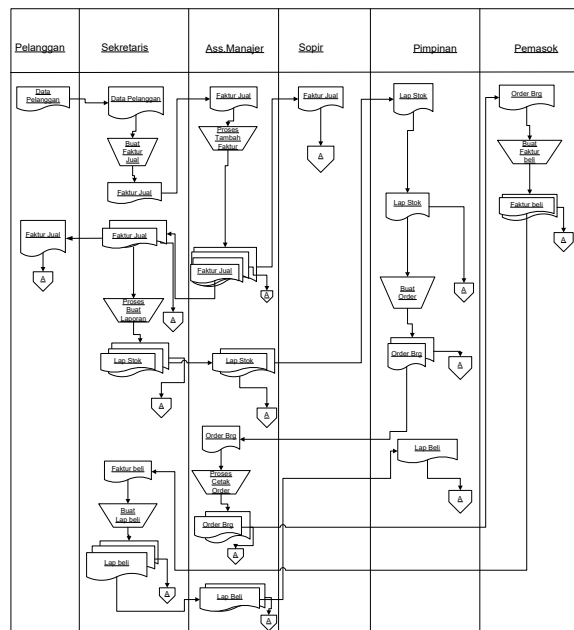 Pelanggan
Sekretaris
Ass.Manajer
Sopir
Pimpinan
Pemasok
Data
Pelanggan
Data Pelanggan
Faktur Jual
Faktur Jual
Lap Stok
Order Brg
Buat
Faktur
Jual
Proses
Tambah
Faktur
A
Buat
Faktur
beli
Faktur Jual
Lap Stok
Faktur beli
Faktur Jual
Faktur Jual
A
A
Faktur Jual
A
A
A
A
Buat
Order
Proses
Buat
Laporan
Order Brg
Lap Stok
Lap Stok
A
A
A
Order Brg
Lap Beli
Faktur beli
Proses
Cetak
Order
A
Buat
Lap beli
Order Brg
A
Lap beli
A
Lap Beli
A